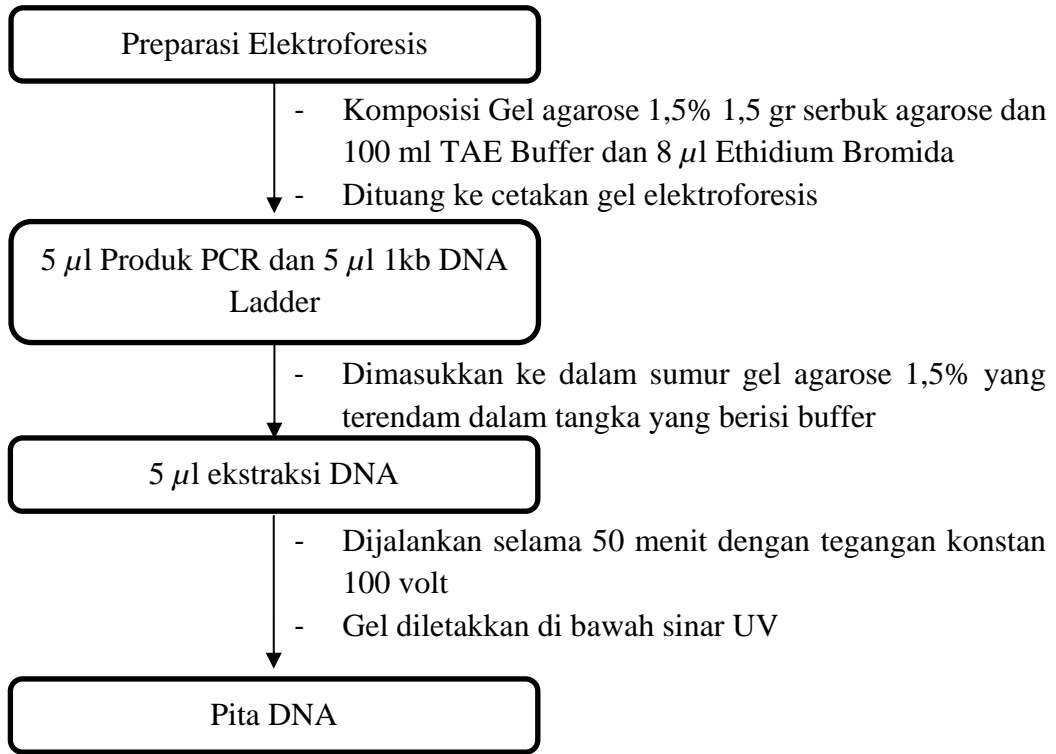 Preparasi Elektroforesis
- Komposisi Gel agarose 1,5% 1,5 gr serbuk agarose dan
100 ml TAE Buffer dan 8 µl Ethidium Bromida
- Dituang ke cetakan gel elektroforesis
5 µl Produk PCR dan 5 µl 1kb DNA
Ladder
- Dimasukkan ke dalam sumur gel agarose 1,5% yang
terendam dalam tangka yang berisi buffer
5 µl ekstraksi DNA
- Dijalankan selama 50 menit dengan tegangan konstan
100 volt
- Gel diletakkan di bawah sinar UV
Pita DNA